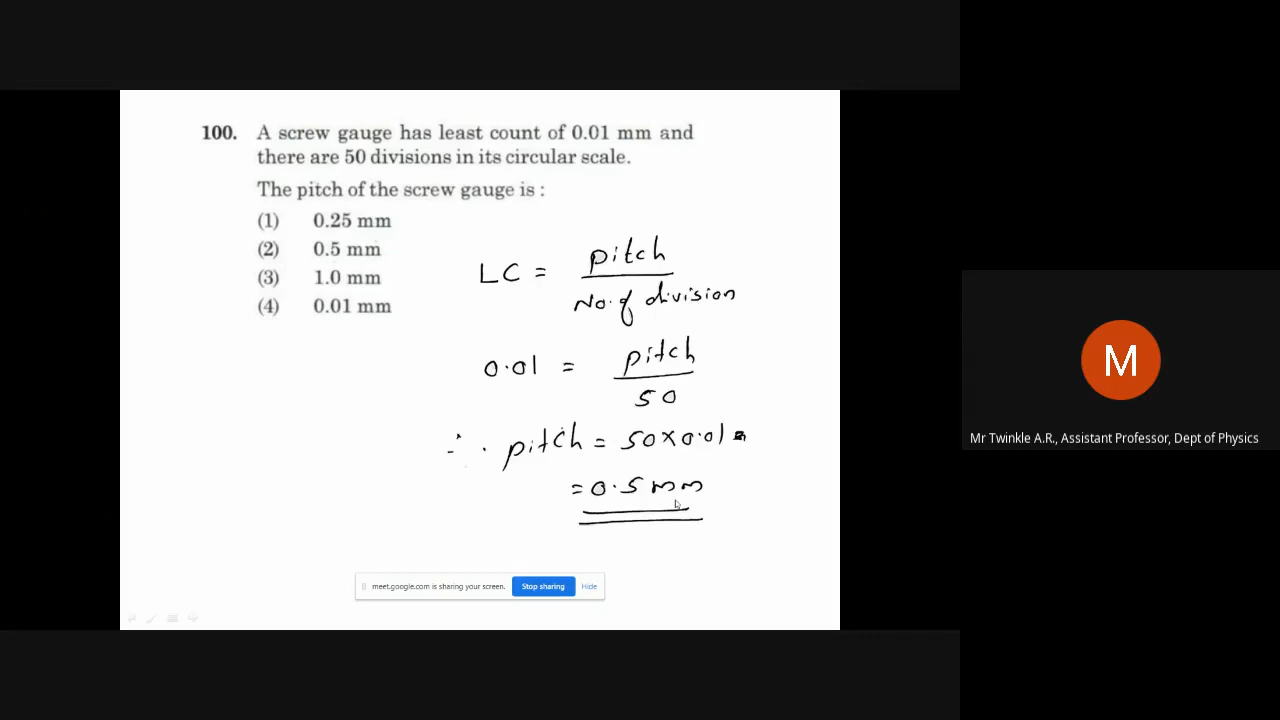 100. A screw gauge has least count of 0.01 mm and
there are 50 divisions in its circular scale.
The pitch of the screw gauge is :
(1) 0.25 mm
(2) 0.5 mm
(3) 1.0 mm
(4) 0.01 mm
LC = pitch
No. of division
0.01 = pitch
50
∴ pitch = 50 × 0.01 =
= 0.5 mm
M
Mr Twinkle A.R., Assistant Professor, Dept of Physics
meet.google.com is sharing your screen. Stop sharing Hide